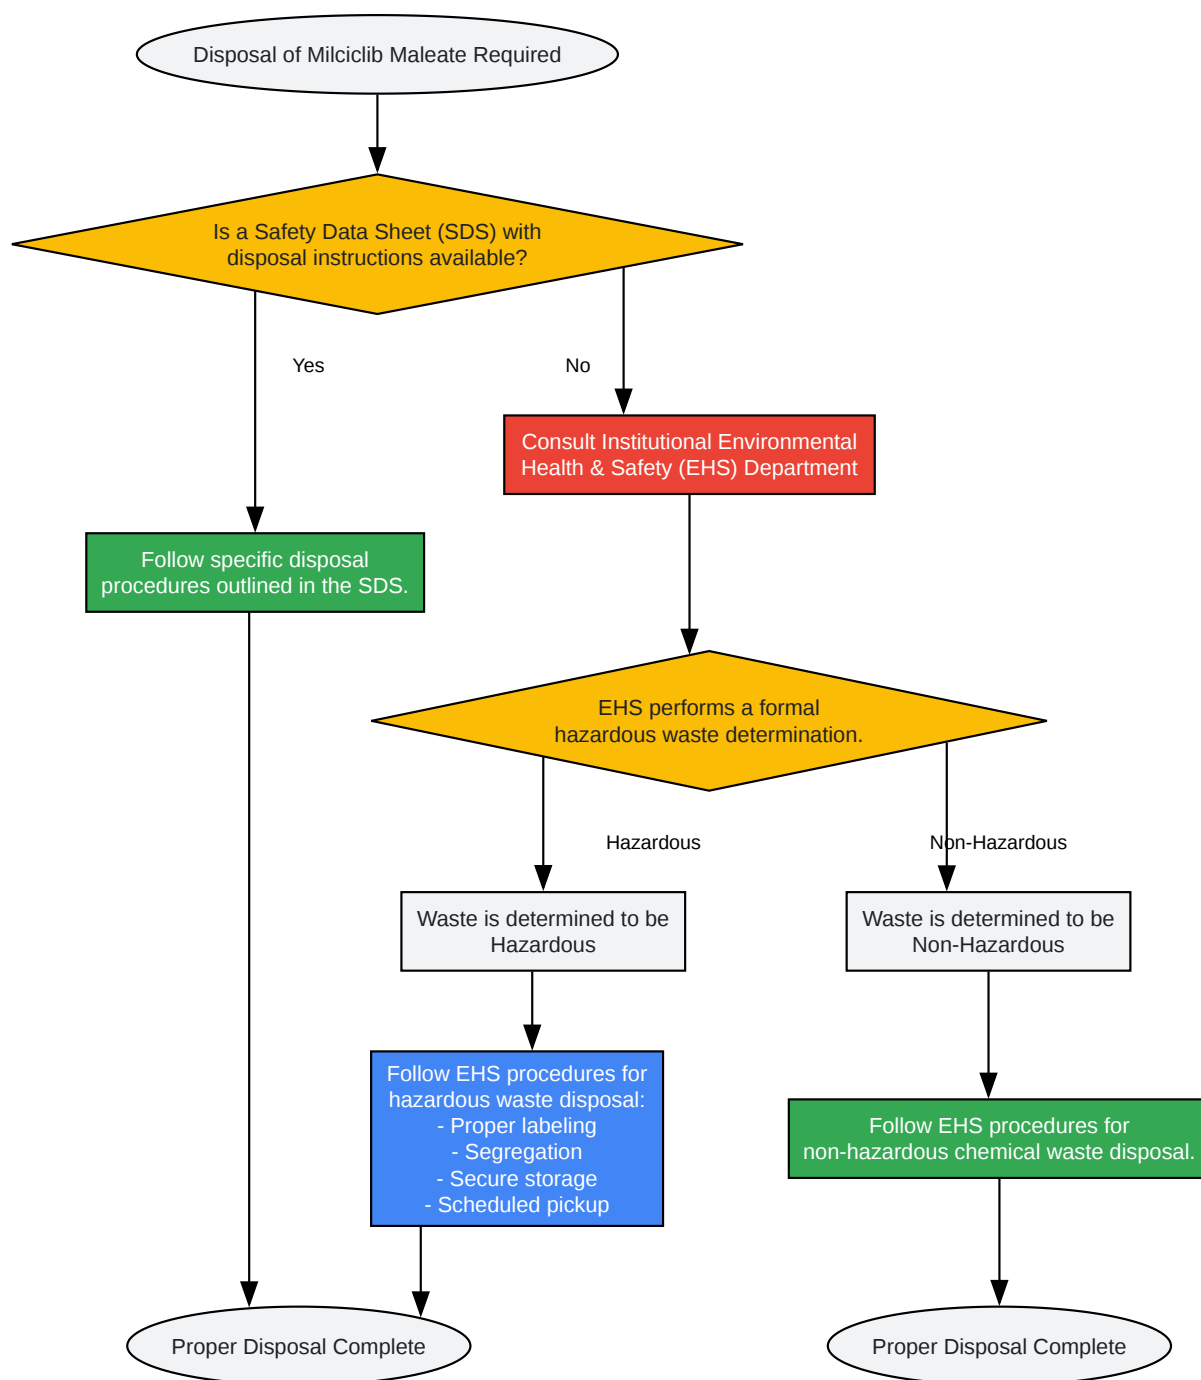 Disposal of Milciclib Maleate Required
Is a Safety Data Sheet (SDS) with
disposal instructions available?
Yes
No
Consult Institutional Environmental
Health & Safety (EHS) Department
Follow specific disposal
procedures outlined in the SDS.
EHS performs a formal
hazardous waste determination.
Hazardous
Non-Hazardous
Waste is determined to be
Hazardous
Waste is determined to be
Non-Hazardous
Follow EHS procedures for
hazardous waste disposal:
- Proper labeling
- Segregation
- Secure storage
- Scheduled pickup
Follow EHS procedures for
non-hazardous chemical waste disposal.
Proper Disposal Complete
Proper Disposal Complete